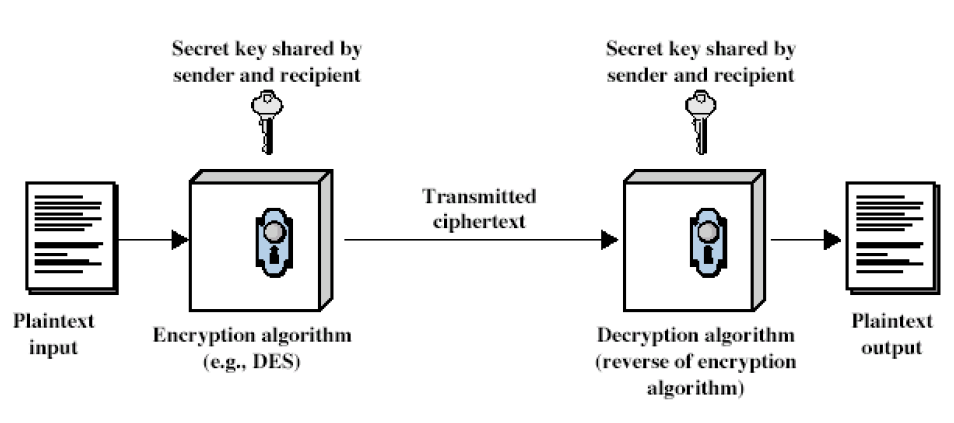 Secret key shared by
sender and recipient
Secret key shared by
sender and recipient
Transmitted
ciphertext
Plaintext
input
Encryption algorithm
(e.g., DES)
Decryption algorithm
(reverse of encryption
algorithm)
Plaintext
output